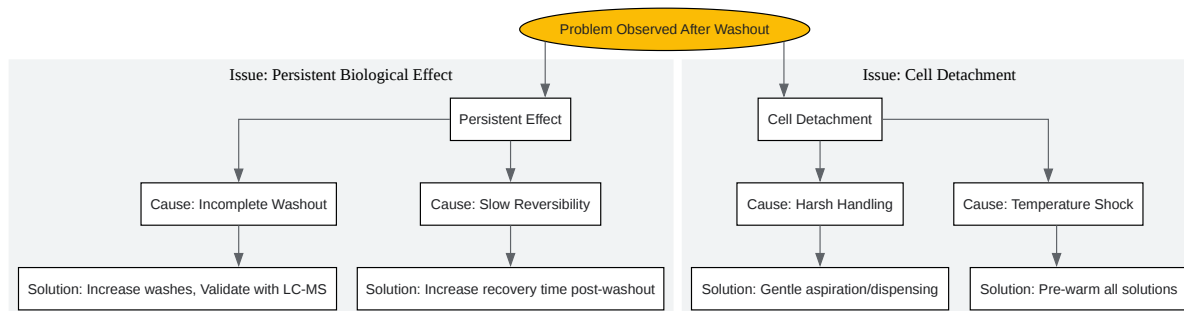 Problem Observed After Washout
Issue: Persistent Biological Effect
Issue: Cell Detachment
Persistent Effect
Cell Detachment
Cause: Incomplete Washout
Cause: Slow Reversibility
Cause: Harsh Handling
Cause: Temperature Shock
Solution: Increase washes, Validate with LC-MS
Solution: Increase recovery time post-washout
Solution: Gentle aspiration/dispensing
Solution: Pre-warm all solutions